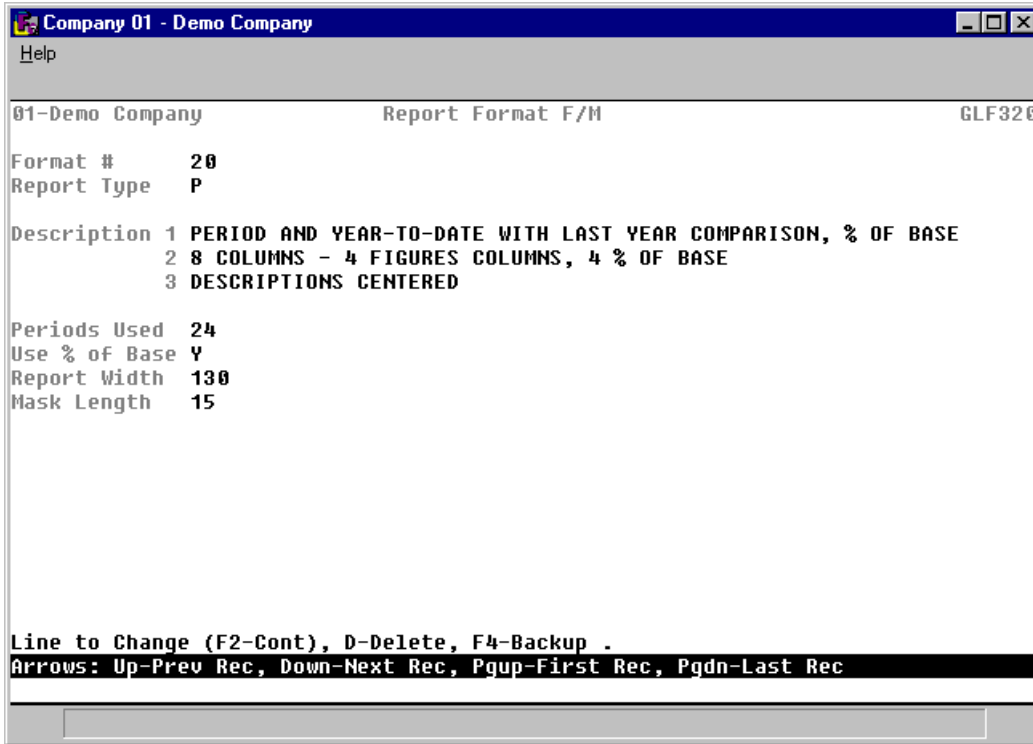 Company 01 - Demo Company
Help
01-Demo Company Report Format F/M GLF320
Format # 20
Report Type P
Description 1 PERIOD AND YEAR-TO-DATE WITH LAST YEAR COMPARISON, % OF BASE
2 8 COLUMNS - 4 FIGURES COLUMNS, 4 % OF BASE
3 DESCRIPTIONS CENTERED
Periods Used 24
Use % of Base Y
Report Width 130
Mask Length 15
Line to Change (F2-Cont), D-Delete, F4-Backup .
Arrows: Up-Prev Rec, Down-Next Rec, Pgup-First Rec, Pgdn-Last Rec